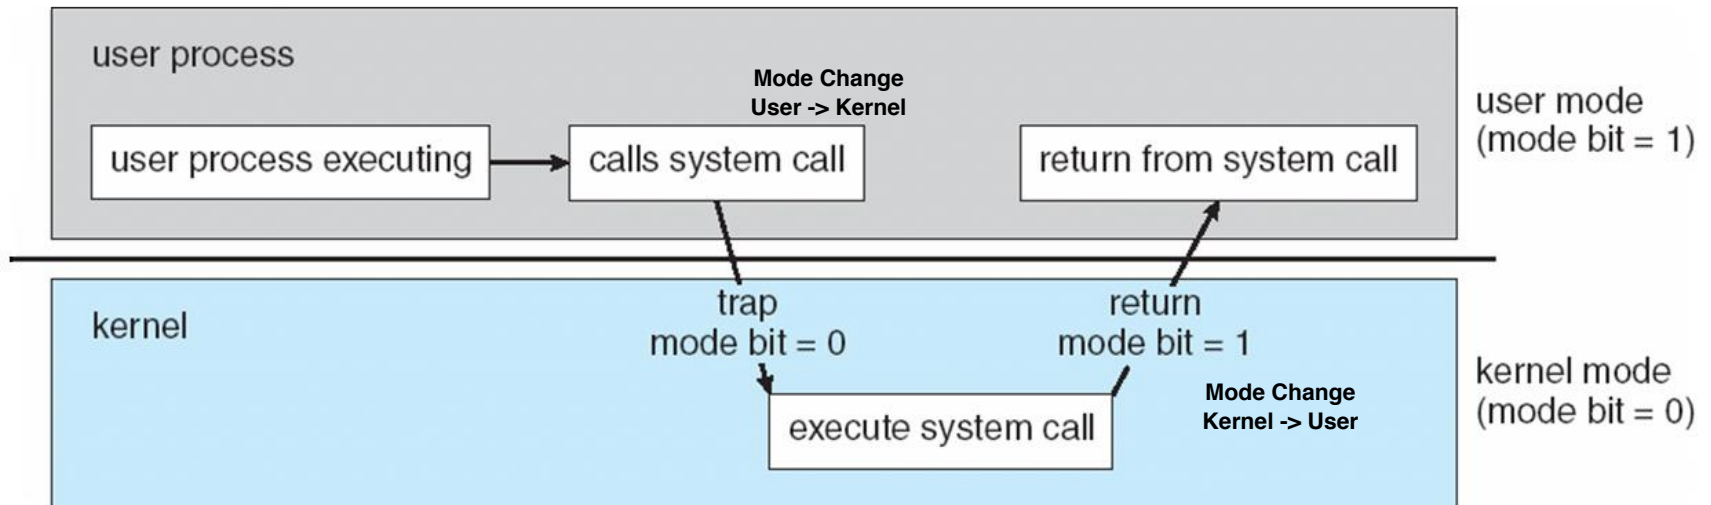 user process
Mode Change
User -> Kernel
user process executing
calls system call
return from system call
user mode
(mode bit = 1)
kernel
trap
mode bit = 0
return
mode bit = 1
Mode Change
Kernel -> User
execute system call
kernel mode
(mode bit = 0)